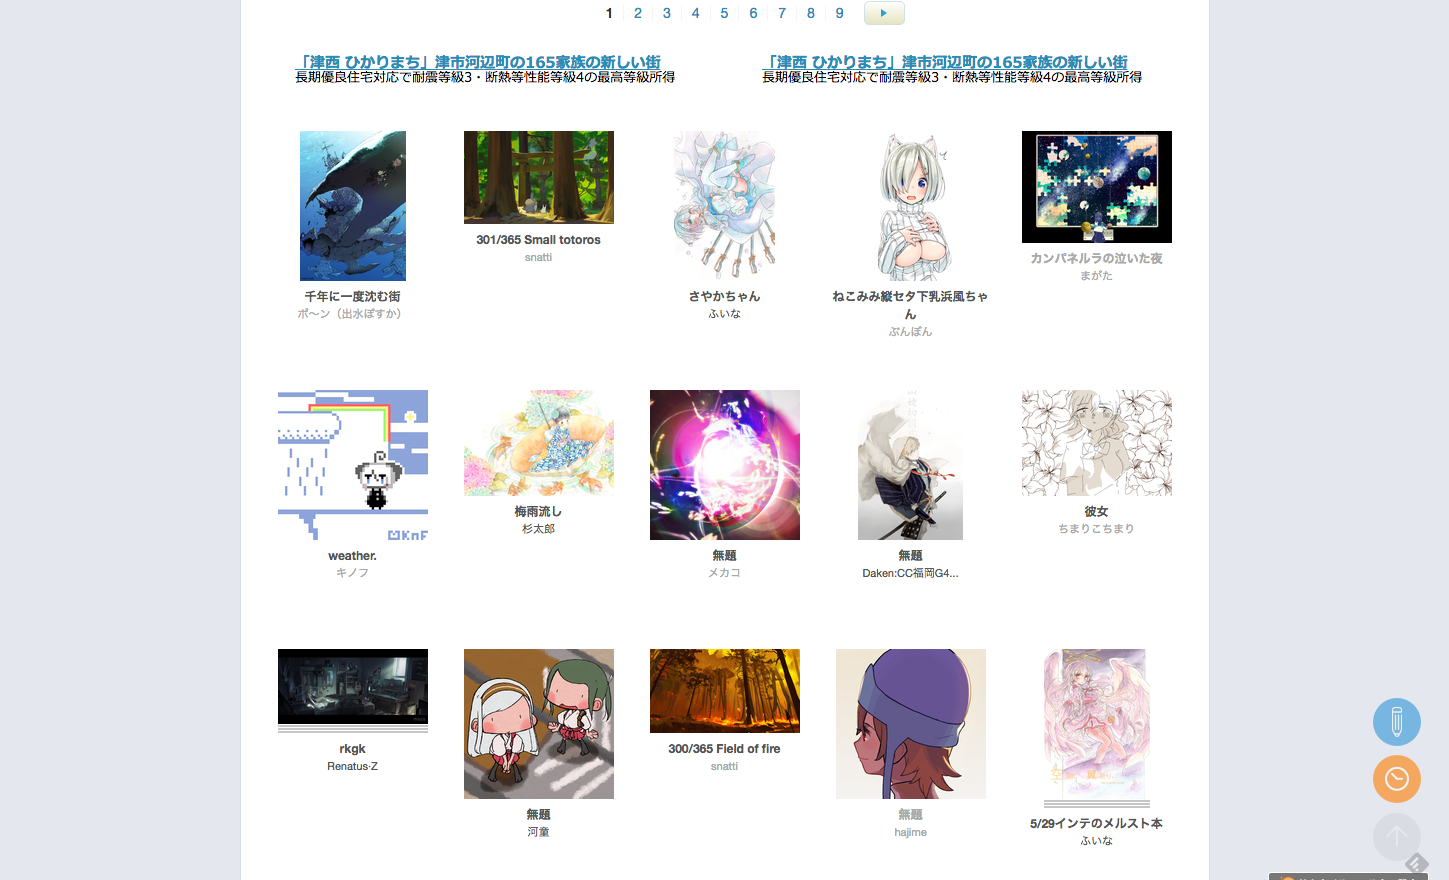 1 2 3 4 5 6 7 8 9
「津西 ひかりまち」津市河辺町の165家族の新しい街
長期優良住宅対応で耐震等級3・断熱等性能等級4の最高等級所得
「津西 ひかりまち」津市河辺町の165家族の新しい街
長期優良住宅対応で耐震等級3・断熱等性能等級4の最高等級所得
千年に一度沈む街
ポ〜ン（出水ぽすか）
301/365 Small totoros
snatti
さやかちゃん
ふいな
ねこみみ縦セタ下乳浜風ちゃ
ん
ぶんぼん
カンパネルラの泣いた夜
まがた
KnF
weather.
キノフ
梅雨流し
杉太郎
無題
メカコ
無題
Daken:CC福岡G4...
彼女
ちまりこちまり
rkgk
Renatus·Z
無題
河童
300/365 Field of fire
snatti
無題
hajime
5/29インテのメルスト本
ふいな